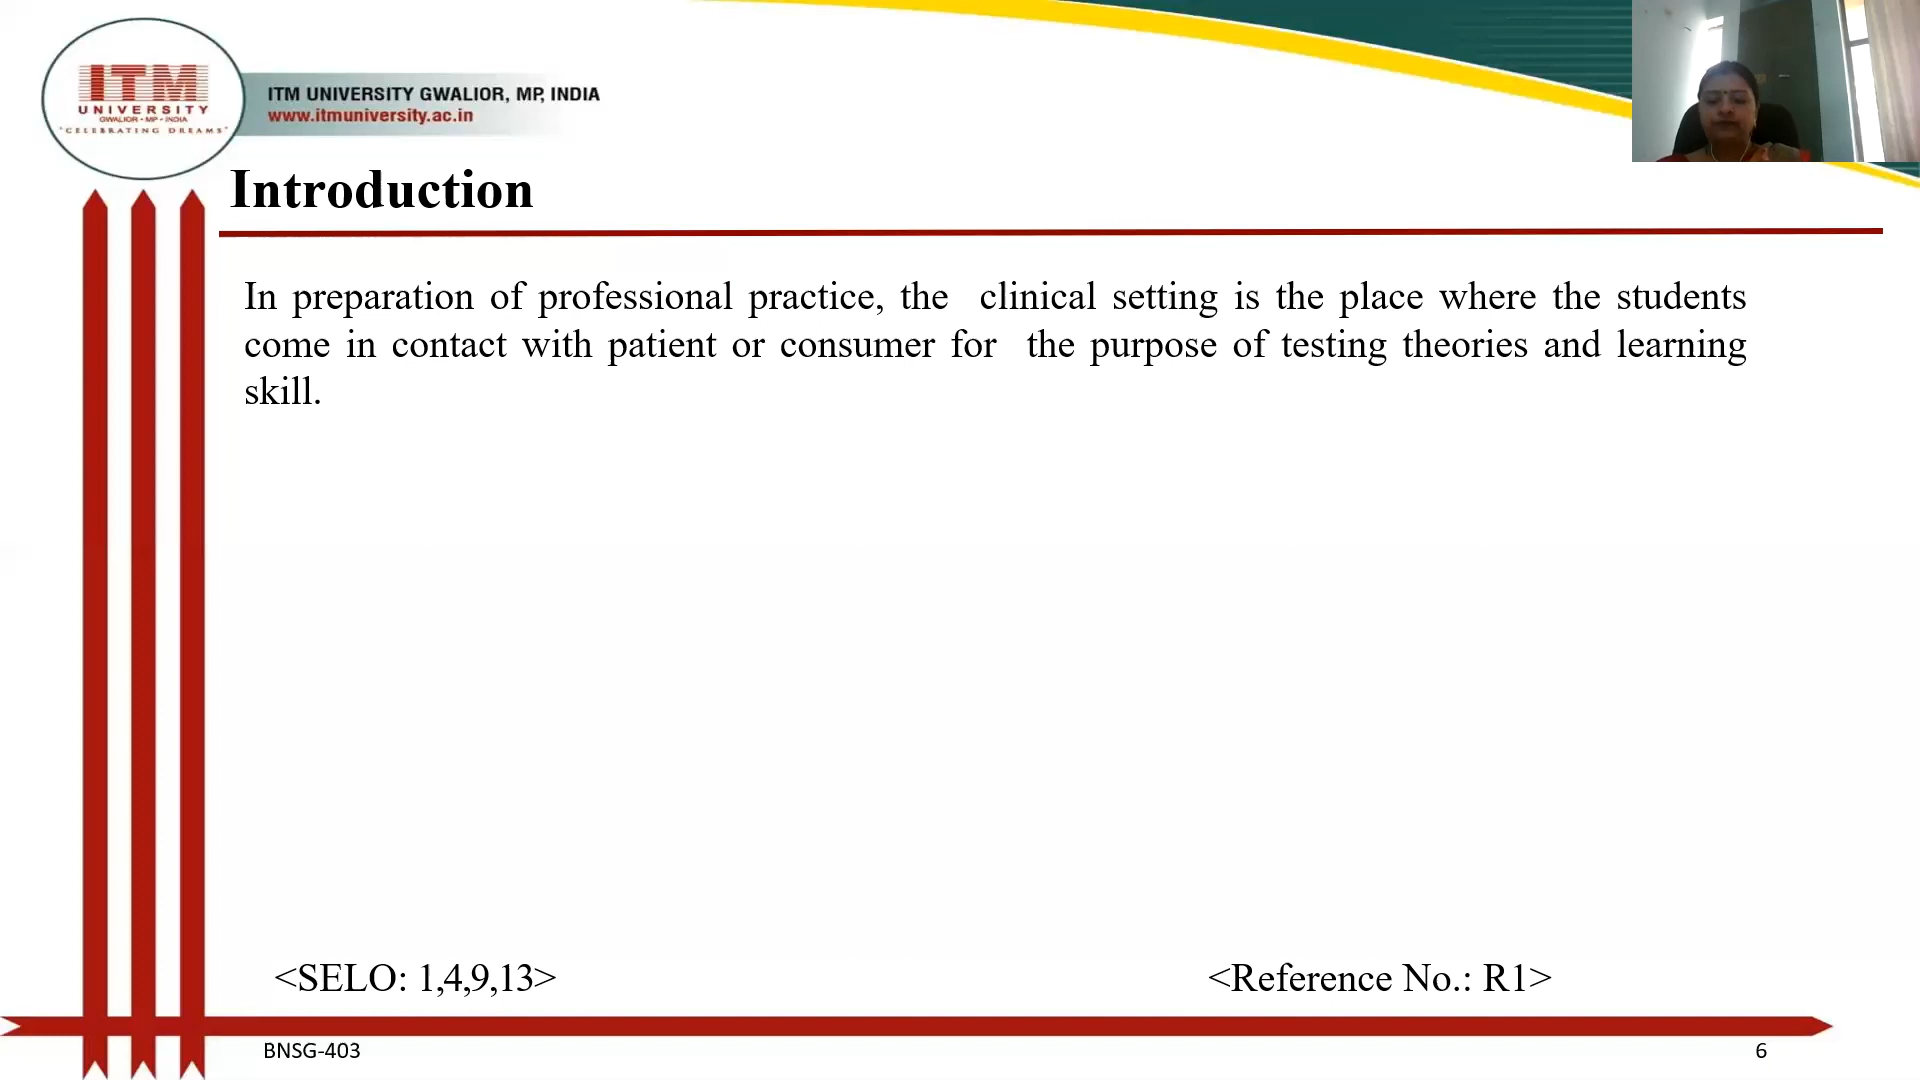 ITM
UNIVERSITY
GWALIOR • MP • INDIA
"CELEBRATING DREAMS"
ITM UNIVERSITY GWALIOR, MP, INDIA
www.itmuniversity.ac.in
Introduction
In preparation of professional practice, the clinical setting is the place where the students
come in contact with patient or consumer for the purpose of testing theories and learning
skill.
<SELO: 1,4,9,13>
<Reference No.: R1>
BNSG-403
6